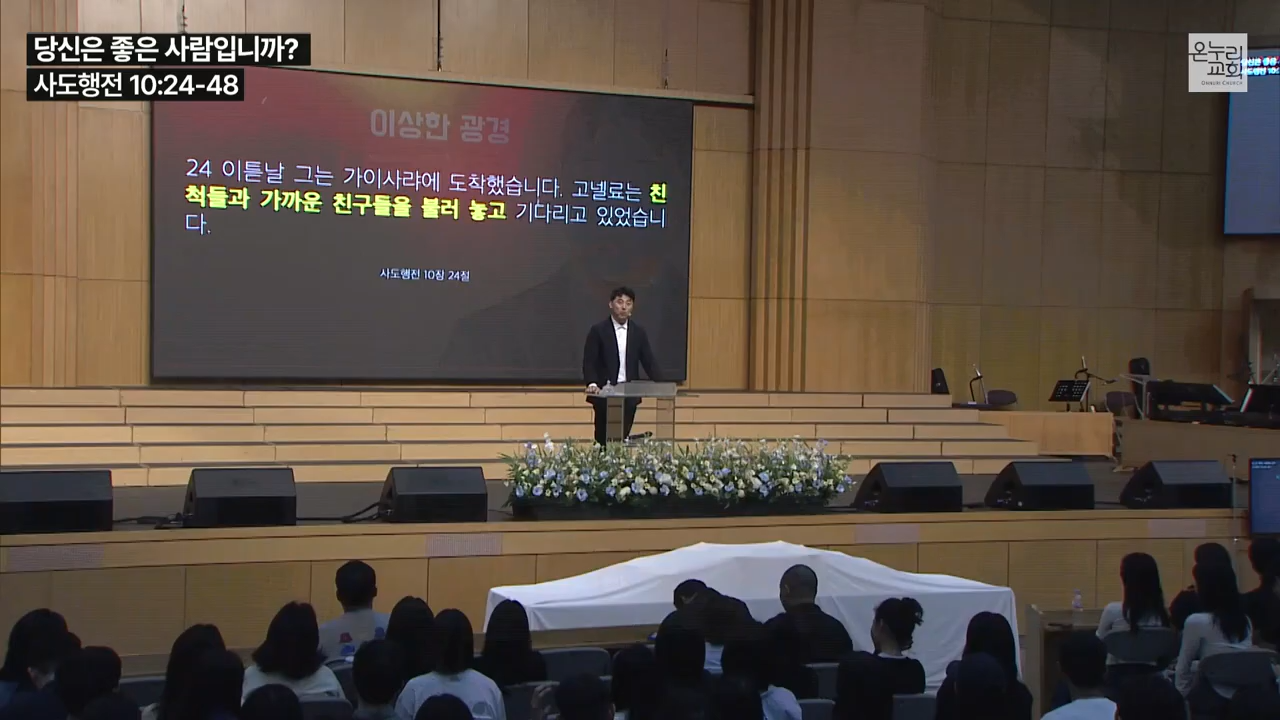 당신은 좋은 사람입니까?
사도행전 10:24-48
온누리
교회
ONNURI CHURCH
이상한 광경
24 이튿날 그는 가이사랴에 도착했습니다. 고넬료는 친
척들과 가까운 친구들을 불러 놓고 기다리고 있었습니
다.
사도행전 10장 24절